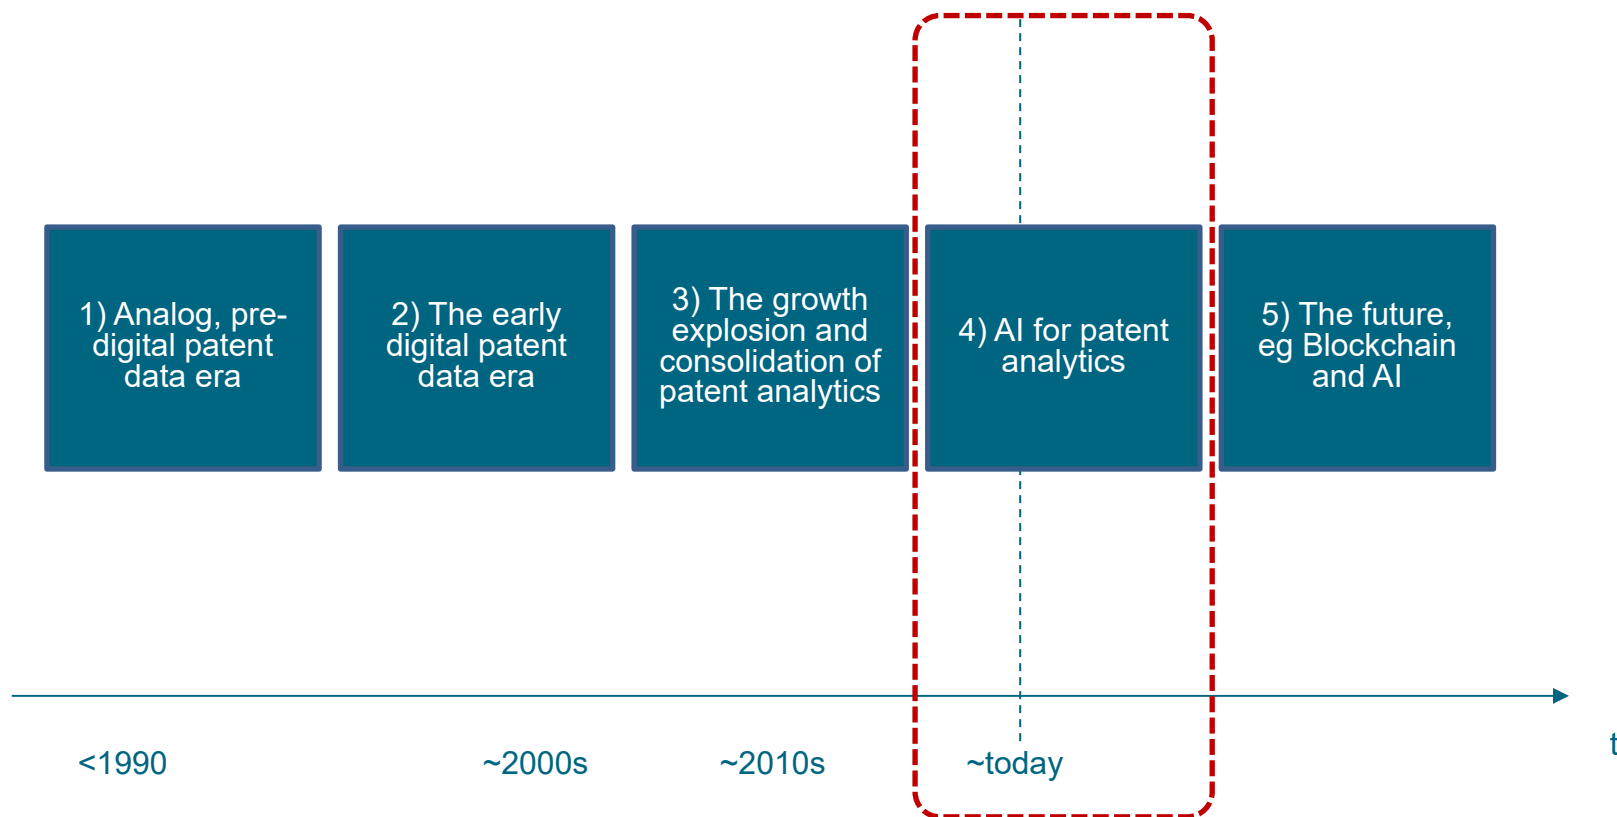 1) Analog, pre-
digital patent
data era
2) The early
digital patent
data era
3) The growth
explosion and
consolidation of
patent analytics
4) AI for patent
analytics
5) The future,
eg Blockchain
and AI
<1990
~2000s
~2010s
~today
t